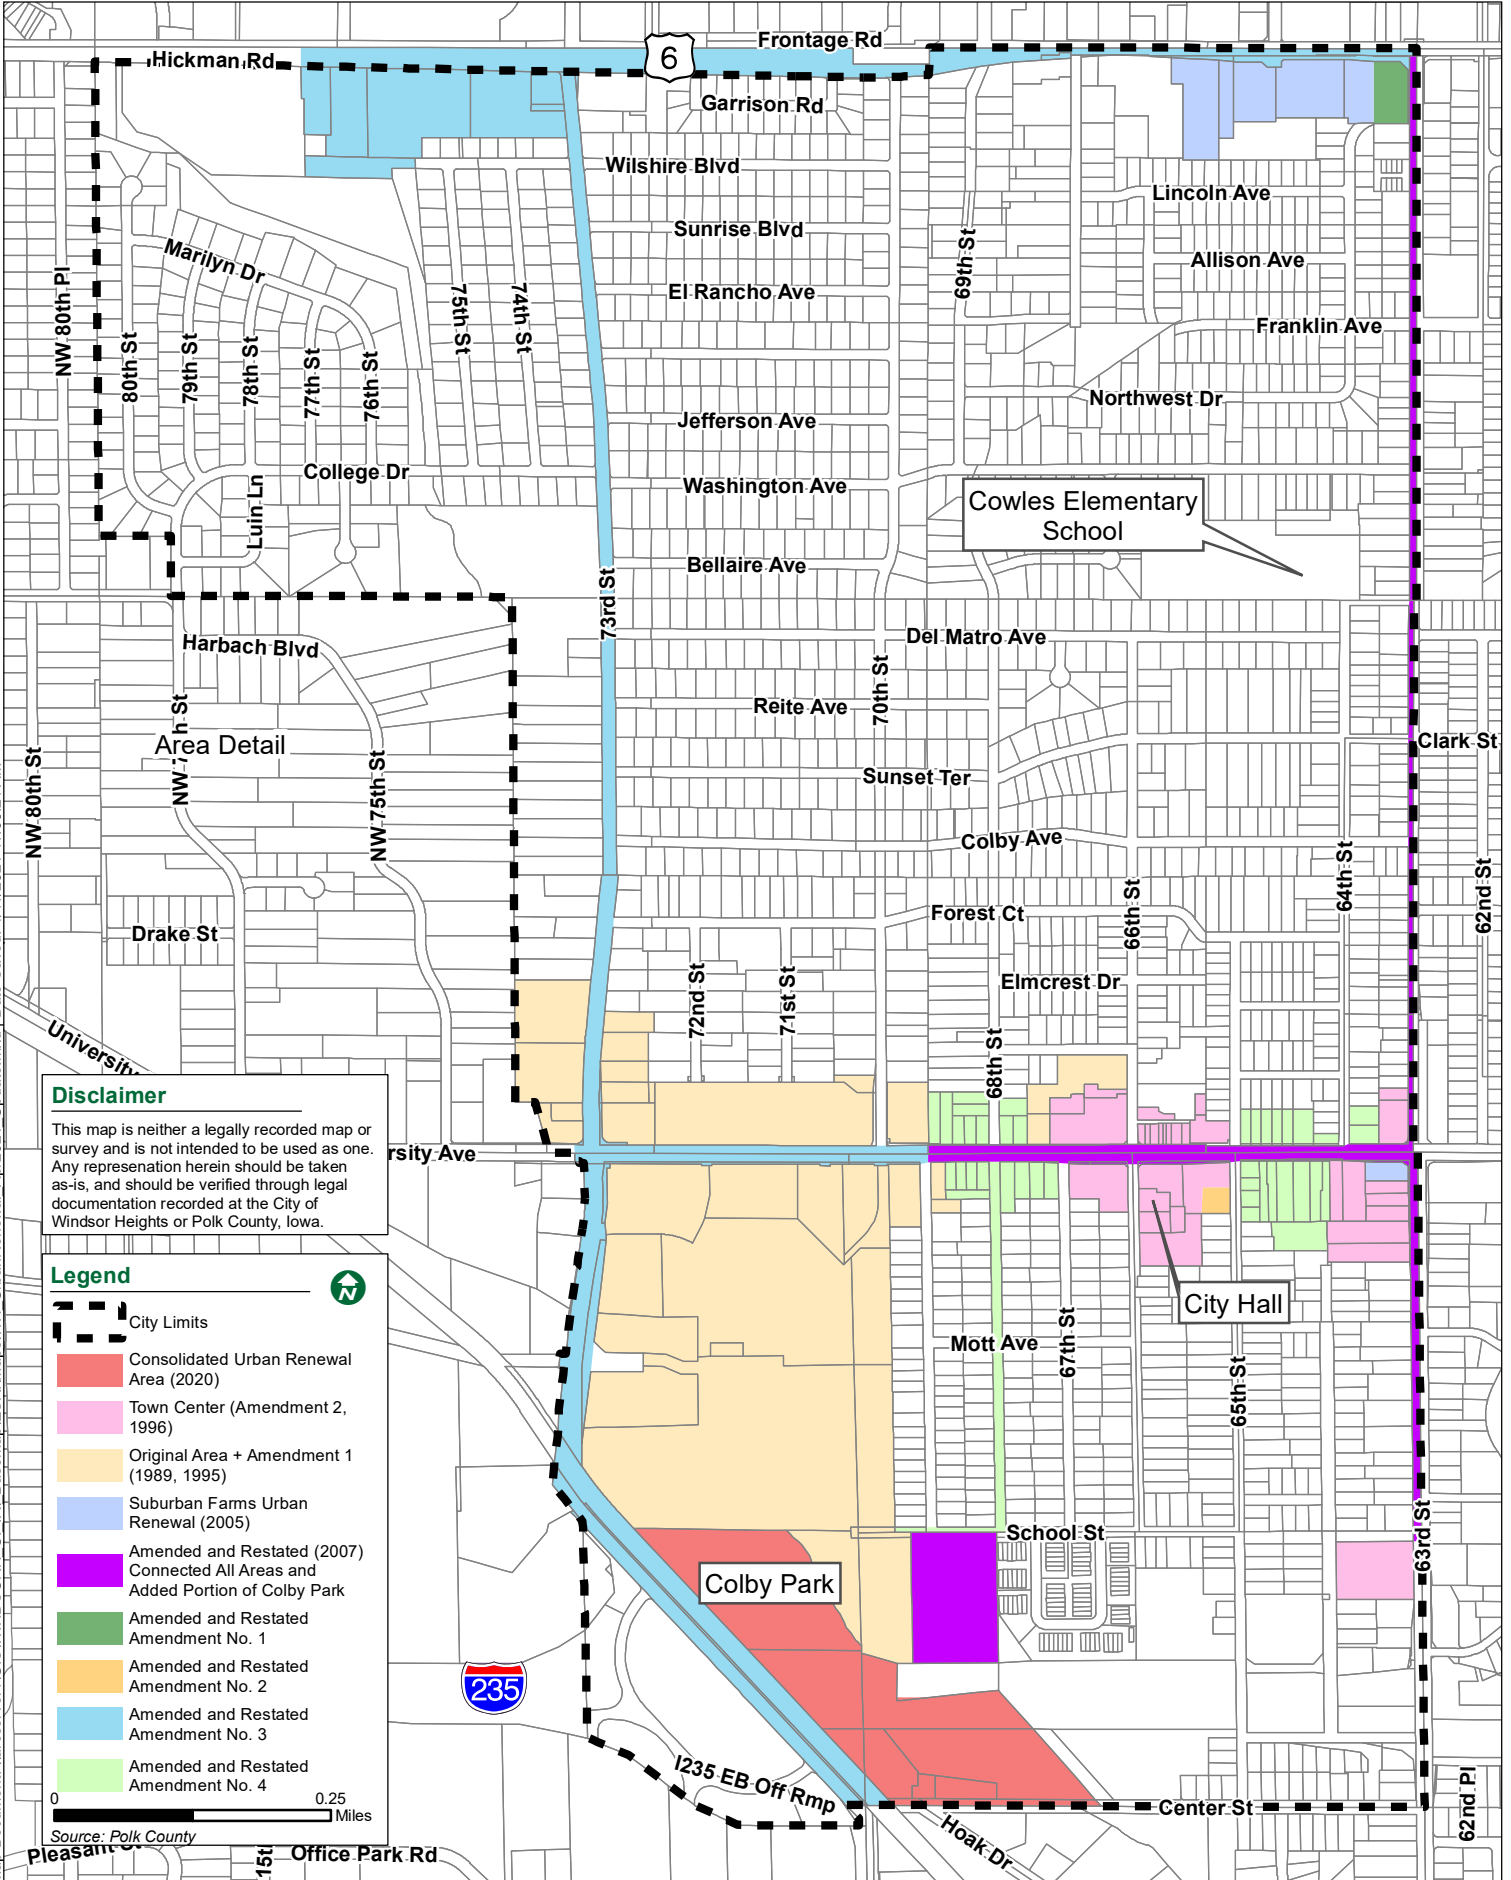 Frontage Rd
Hickman Rd
6
Garrison Rd
Wilshire Blvd
Lincoln Ave
Sunrise Blvd
69th St
Marilyn Dr
Allison Ave
NW 80th Pl
El Rancho Ave
75th St
74th St
Franklin Ave
80th St
79th St
78th St
77th St
76th St
Northwest Dr
Jefferson Ave
College Dr
Washington Ave
Luin Ln
Cowles Elementary
School
Bellaire Ave
73rd St
Del Matro Ave
Harbach Blvd
70th St
Reite Ave
Area Detail
Clark St
NW 80th St
NW 75th St
Sunset Ter
Colby Ave
64th St
62nd St
66th St
Forest Ct
Drake St
Elmcrest Dr
72nd St
71st St
University
68th St
Disclaimer
This map is neither a legally recorded map or
survey and is not intended to be used as one.
Any represenation herein should be taken
as-is, and should be verified through legal
documentation recorded at the City of
Windsor Heights or Polk County, Iowa.
rsity Ave
Legend
N
City Limits
Consolidated Urban Renewal
Area (2020)
Town Center (Amendment 2,
1996)
Original Area + Amendment 1
(1989, 1995)
Suburban Farms Urban
Renewal (2005)
Amended and Restated (2007)
Connected All Areas and
Added Portion of Colby Park
Amended and Restated
Amendment No. 1
Amended and Restated
Amendment No. 2
Amended and Restated
Amendment No. 3
Amended and Restated
Amendment No. 4
0 0.25
Miles
Source: Polk County
City Hall
Mott Ave
67th St
65th St
School St
63rd St
Colby Park
235
I235 EB Off Rmp
Center St
62nd Pl
Hoak Dr
Office Park Rd